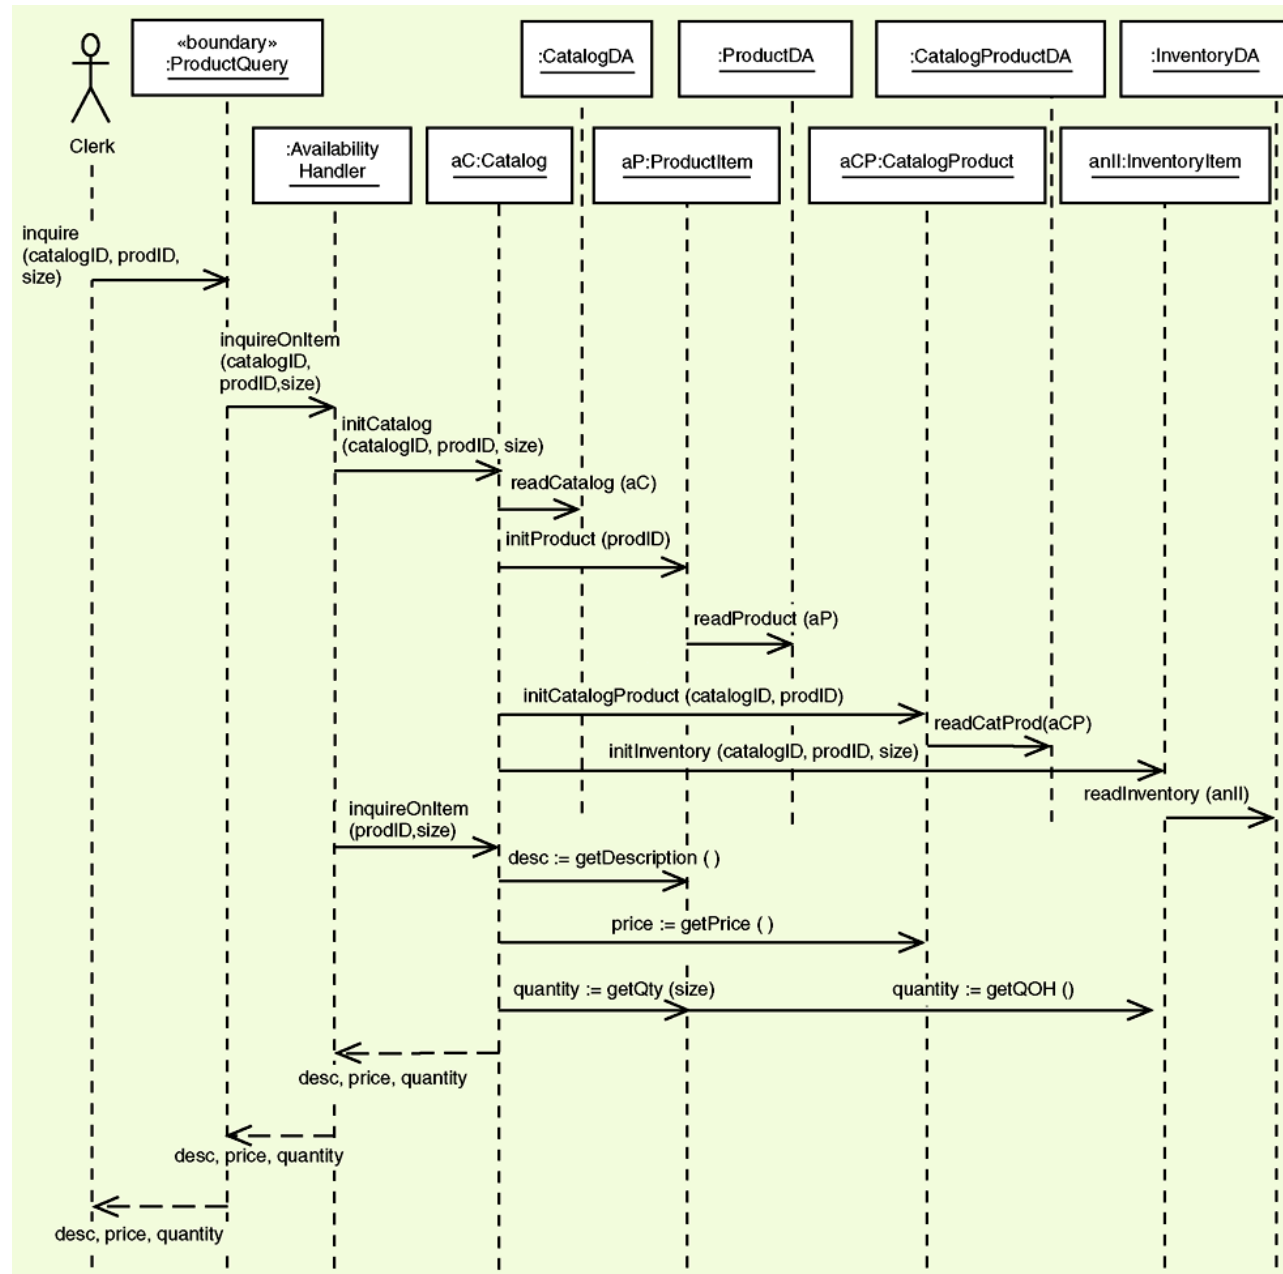 «boundary»
:ProductQuery
:CatalogDA
:ProductDA
:CatalogProductDA
:InventoryDA
Clerk
:Availability
Handler
aC:Catalog
aP:ProductItem
aCP:CatalogProduct
anII:InventoryItem
inquire
(catalogID, prodID,
size)
inquireOnItem
(catalogID,
prodID,size)
initCatalog
(catalogID, prodID, size)
readCatalog (aC)
initProduct (prodID)
readProduct (aP)
initCatalogProduct (catalogID, prodID)
readCatProd(aCP)
initInventory (catalogID, prodID, size)
readInventory (anII)
inquireOnItem
(prodID,size)
desc := getDescription ( )
price := getPrice ( )
quantity := getQty (size)
quantity := getQOH ()
desc, price, quantity
desc, price, quantity
desc, price, quantity